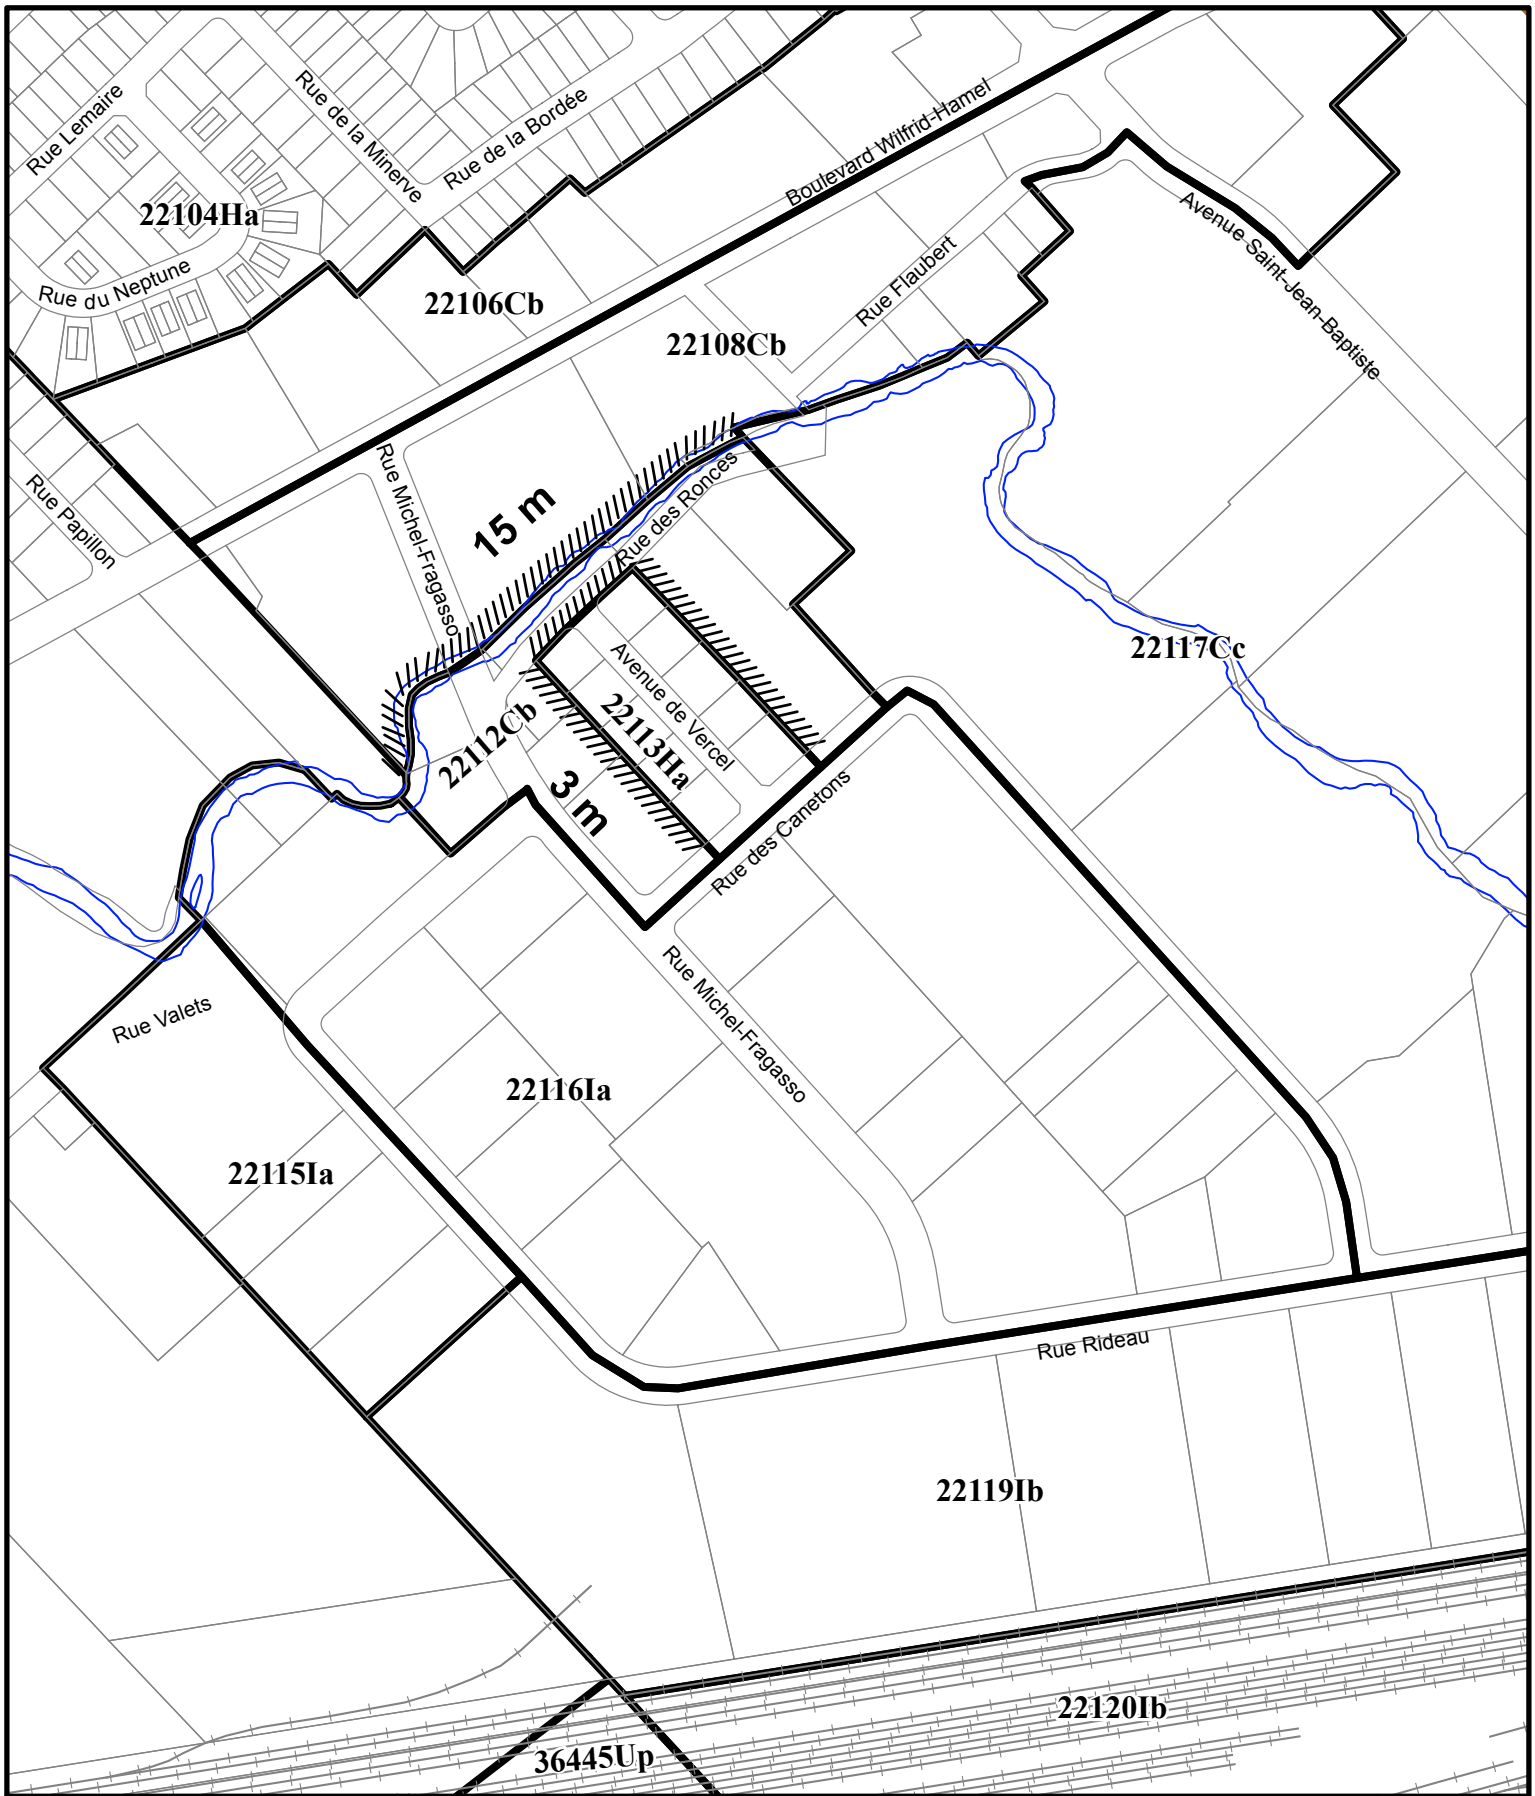 Rue Lemaire
Rue de la Minerve
Rue de la Bordée
Boulevard Wilfrid-Hamel
22104Ha
Avenue Saint-Jean-Baptiste
Rue du Neptune
22106Cb
Rue Flaubert
22108Cb
Rue Papillon
Rue Michel-Fragasso
15 m
Rue des Ronces
22117Cc
Avenue de Vercel
22112Cb
22113Ha
3 m
Rue des Canetons
Rue Valets
Rue Michel-Fragasso
22116Ia
22115Ia
Rue Rideau
22119Ib
22120Ib
36445Up